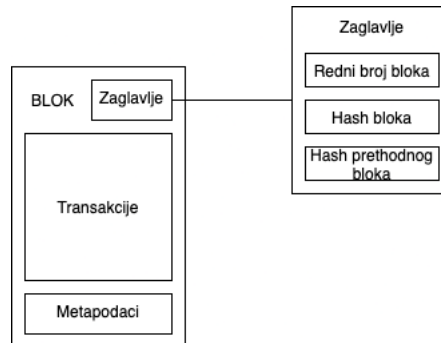 BLOK
Zaglavlje
Transakcije
Metapodaci
Zaglavlje
Redni broj bloka
Hash bloka
Hash prethodnog
bloka